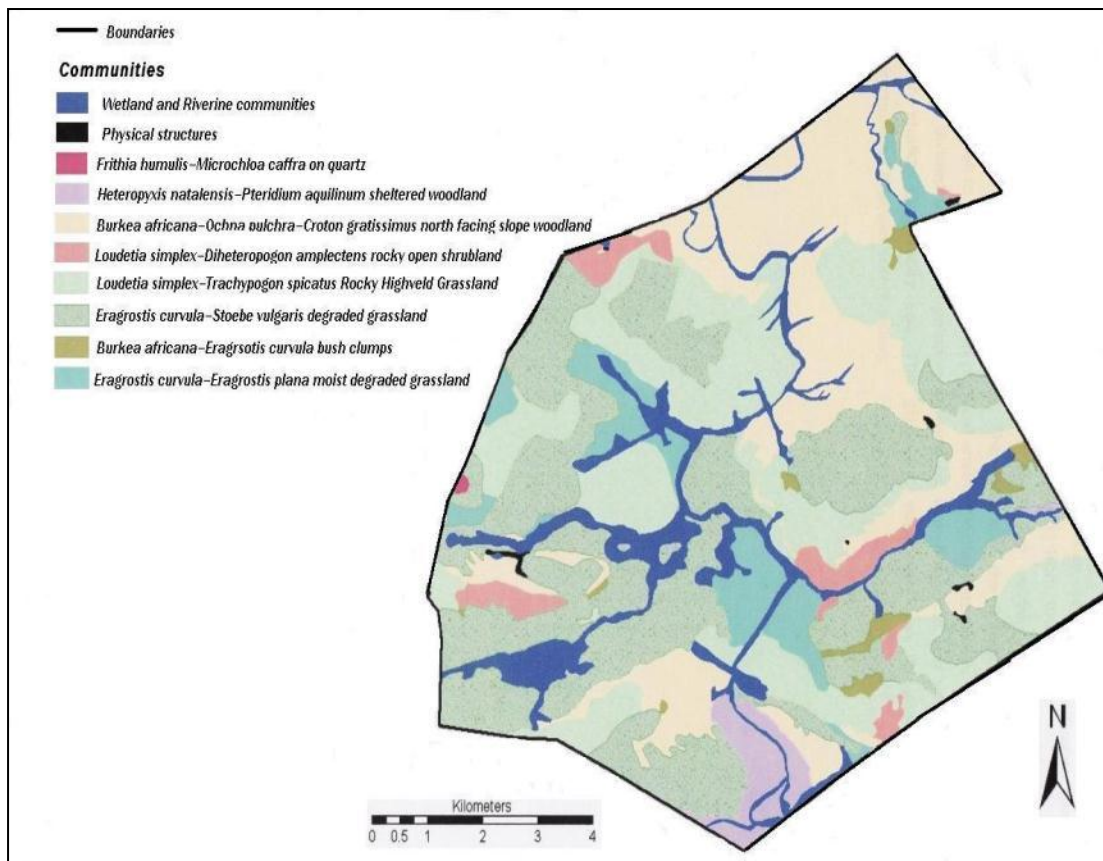 Boundaries
Communities
Wetland and Riverine communities
Physical structures
Frithia humulis–Microchloa caffra on quartz
Heteropyxis natalensis–Pteridium aquilinum sheltered woodland
Burkea africana–Ochna pulchra–Croton gratissimus north facing slope woodland
Loudetia simplex–Diheteropogon amplectens rocky open shrubland
Loudetia simplex–Trachypogon spicatus Rocky Highveld Grassland
Eragrostis curvula–Stoebe vulgaris degraded grassland
Burkea africana–Eragrsotis curvula bush clumps
Eragrostis curvula–Eragrostis plana moist degraded grassland
N
Kilometers
0 0.5 1 2 3 4